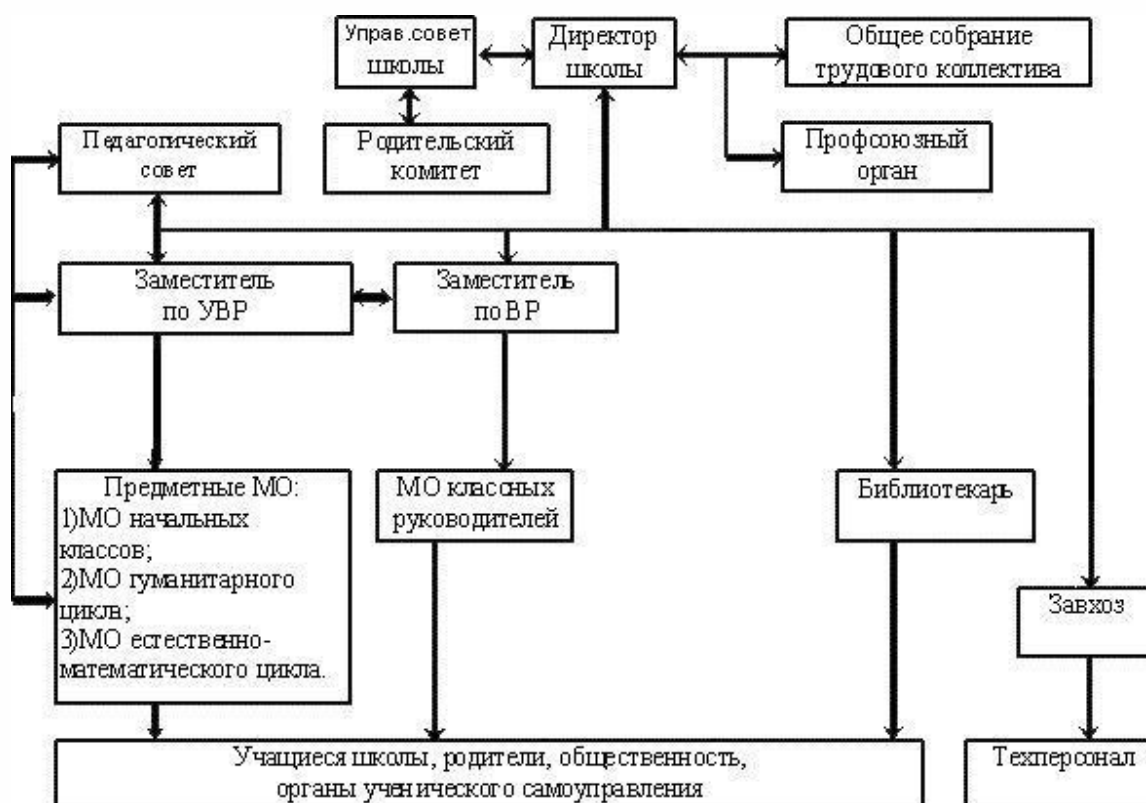 Управ.совет
школы
Директор
школы
Общее собрание
трудового коллектива
Педагогический
совет
Родительский
комитет
Профсоюзный
орган
Заместитель
по УВР
Заместитель
по ВР
Предметные МО:
1)МО начальных
классов;
2)МО гуманитарного
цикла;
3)МО естественно-
математического цикла.
МО классных
руководителей
Библиотекарь
Завхоз
Учащиеся школы, родители, общественность,
органы ученического самоуправления
Техперсонал